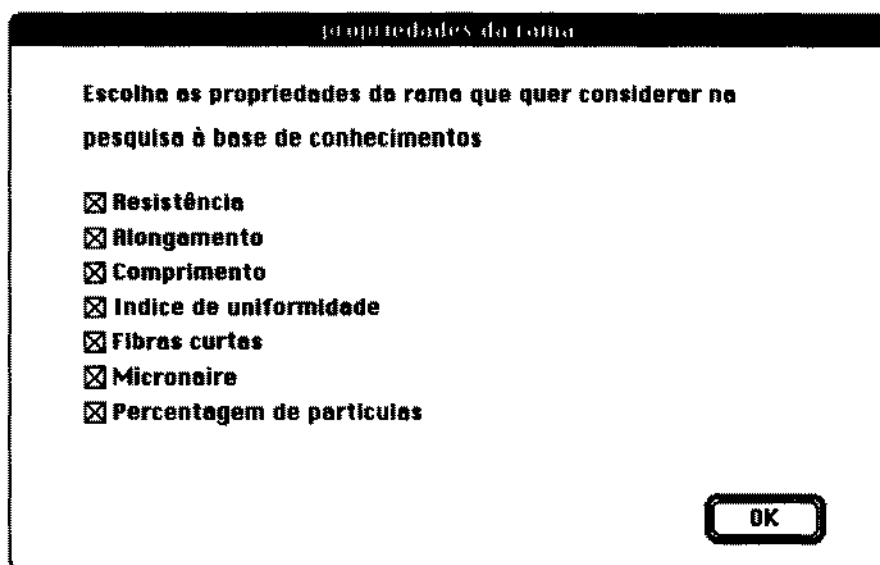 propriedades da rama
Escolha as propriedades da rama que quer considerar na
pesquisa à base de conhecimentos
Resistência
Alongamento
Comprimento
Indice de uniformidade
Fibras curtas
Micronaire
Percentagem de particulas
OK